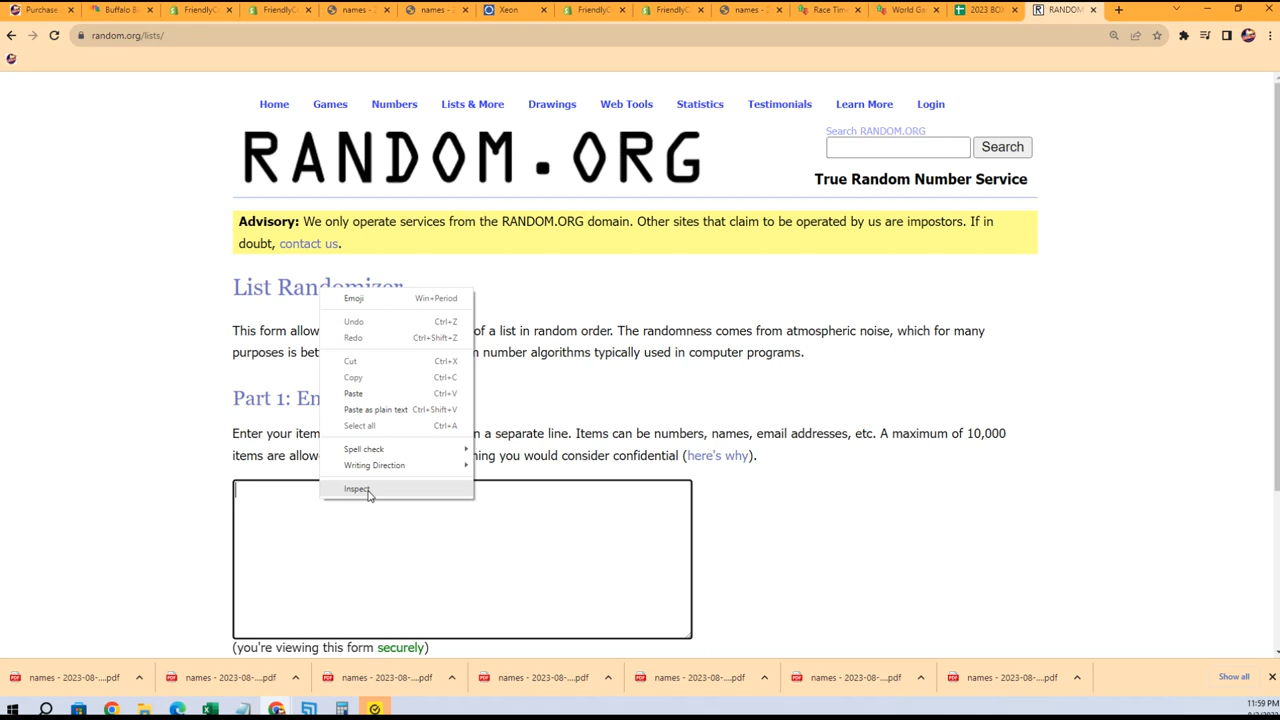 Purchase
Buffalo B
FriendlyC
FriendlyC
names -
names -
Xeon
FriendlyC
FriendlyC
names -
Race Time
World Ga
2023 BO
RANDOM
random.org/lists/
Home Games Numbers Lists & More Drawings Web Tools Statistics Testimonials Learn More Login
RANDOM.ORG
Search RANDOM.ORG
Search
True Random Number Service
Advisory: We only operate services from the RANDOM.ORG domain. Other sites that claim to be operated by us are impostors. If in
doubt, contact us.
List Randomizer
Emoji Win+Period
Undo Ctrl+Z
Redo Ctrl+Shift+Z
Cut Ctrl+X
Copy Ctrl+C
Paste Ctrl+V
Paste as plain text Ctrl+Shift+V
Select all Ctrl+A
Spell check
Writing Direction
Inspect
This form allow of a list in random order. The randomness comes from atmospheric noise, which for many
purposes is bet number algorithms typically used in computer programs.
Part 1: En
Enter your item n a separate line. Items can be numbers, names, email addresses, etc. A maximum of 10,000
items are allow ning you would consider confidential (here's why).
(you're viewing this form securely)
names - 2023-08-....pdf
names - 2023-08-....pdf
names - 2023-08-....pdf
names - 2023-08-....pdf
names - 2023-08-....pdf
names - 2023-08-....pdf
names - 2023-08-....pdf
Show all
11:59 PM